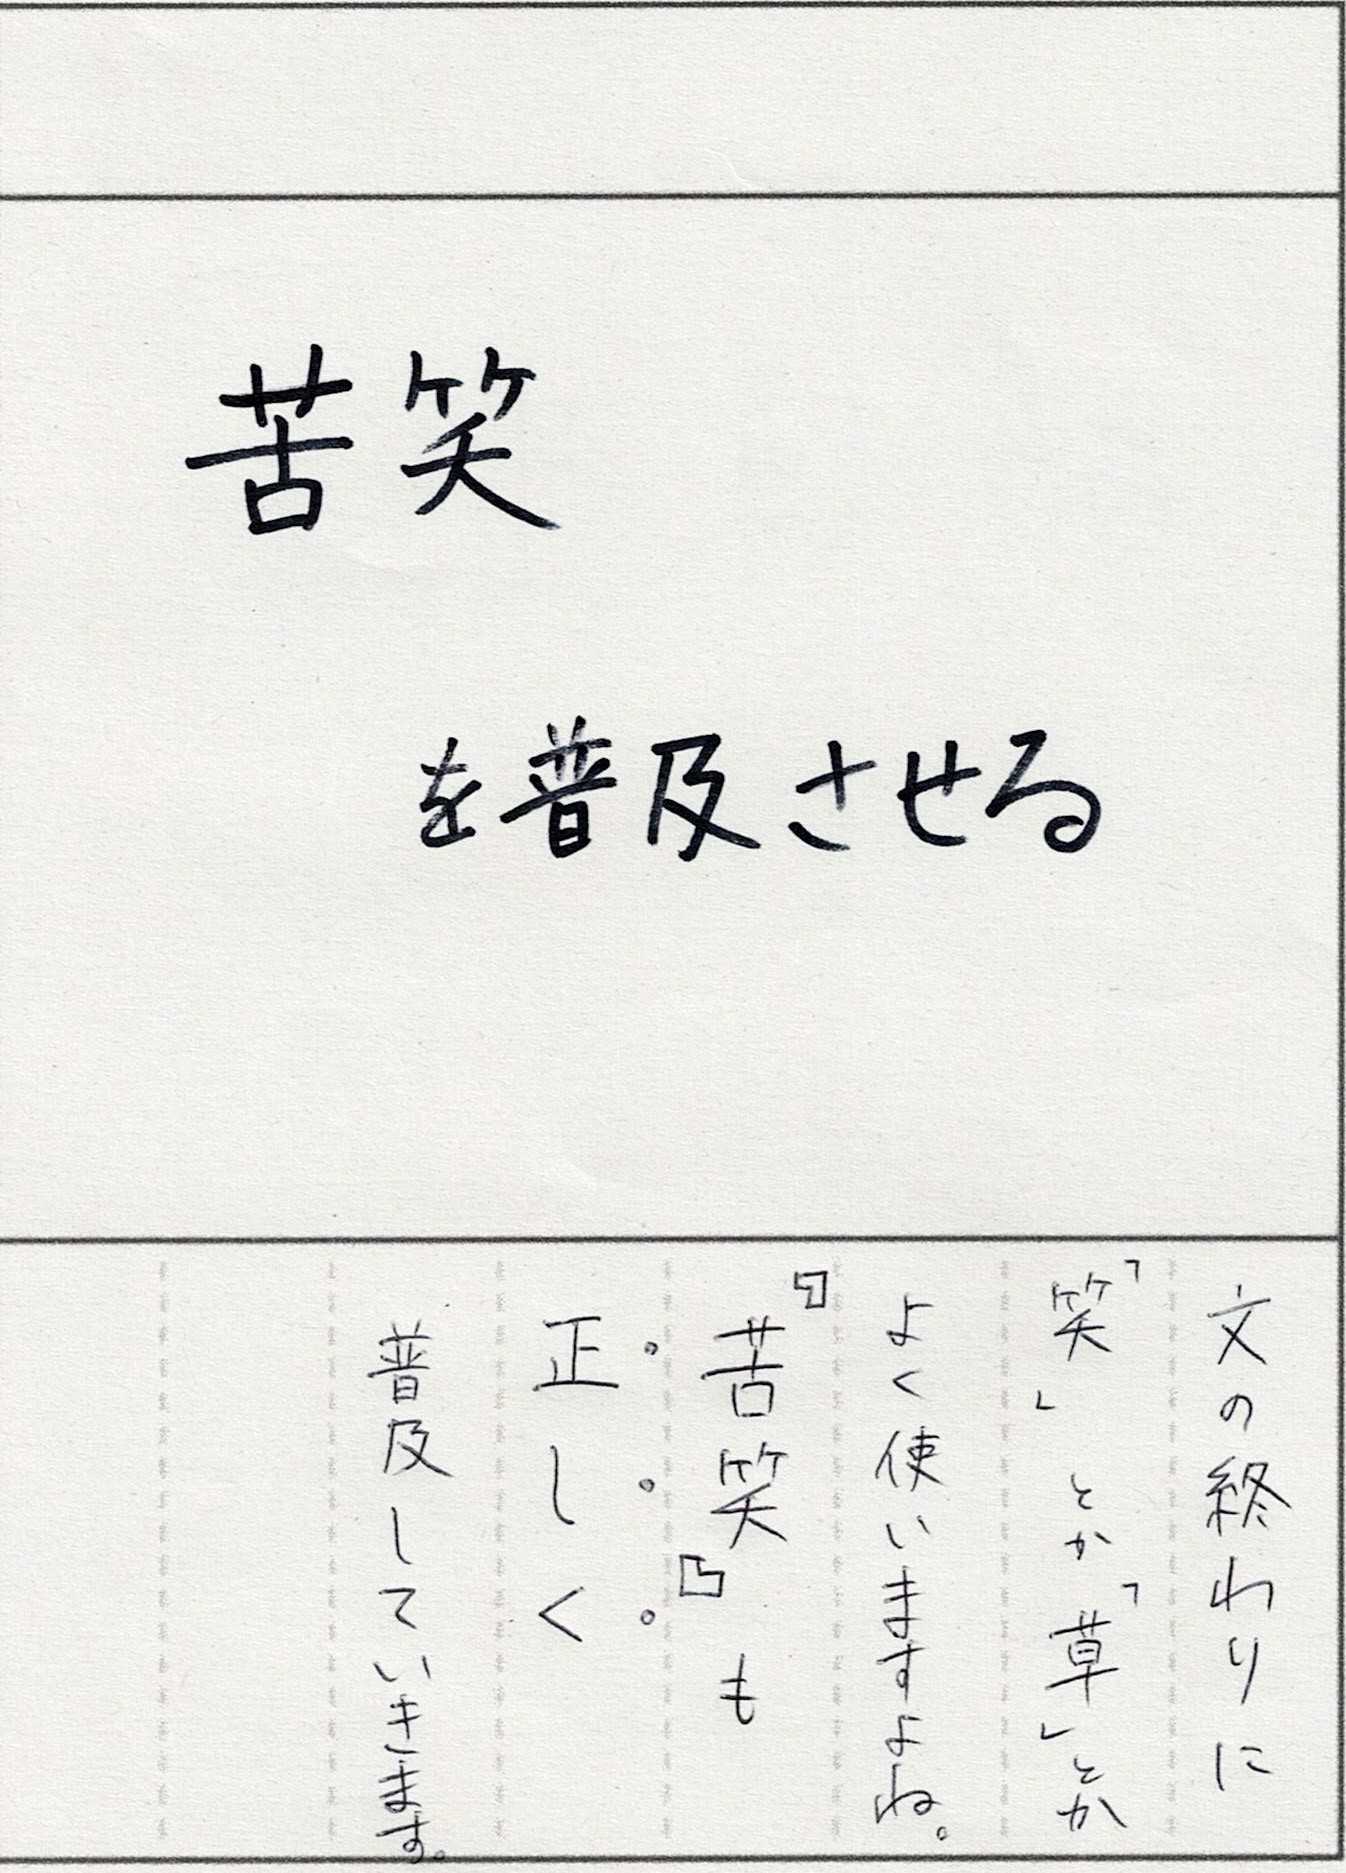 苦笑
を普及させる
文の終わりに
「笑」とか「草」とか
よく使いますよね。
『苦笑』も
正しく
普及していきます。